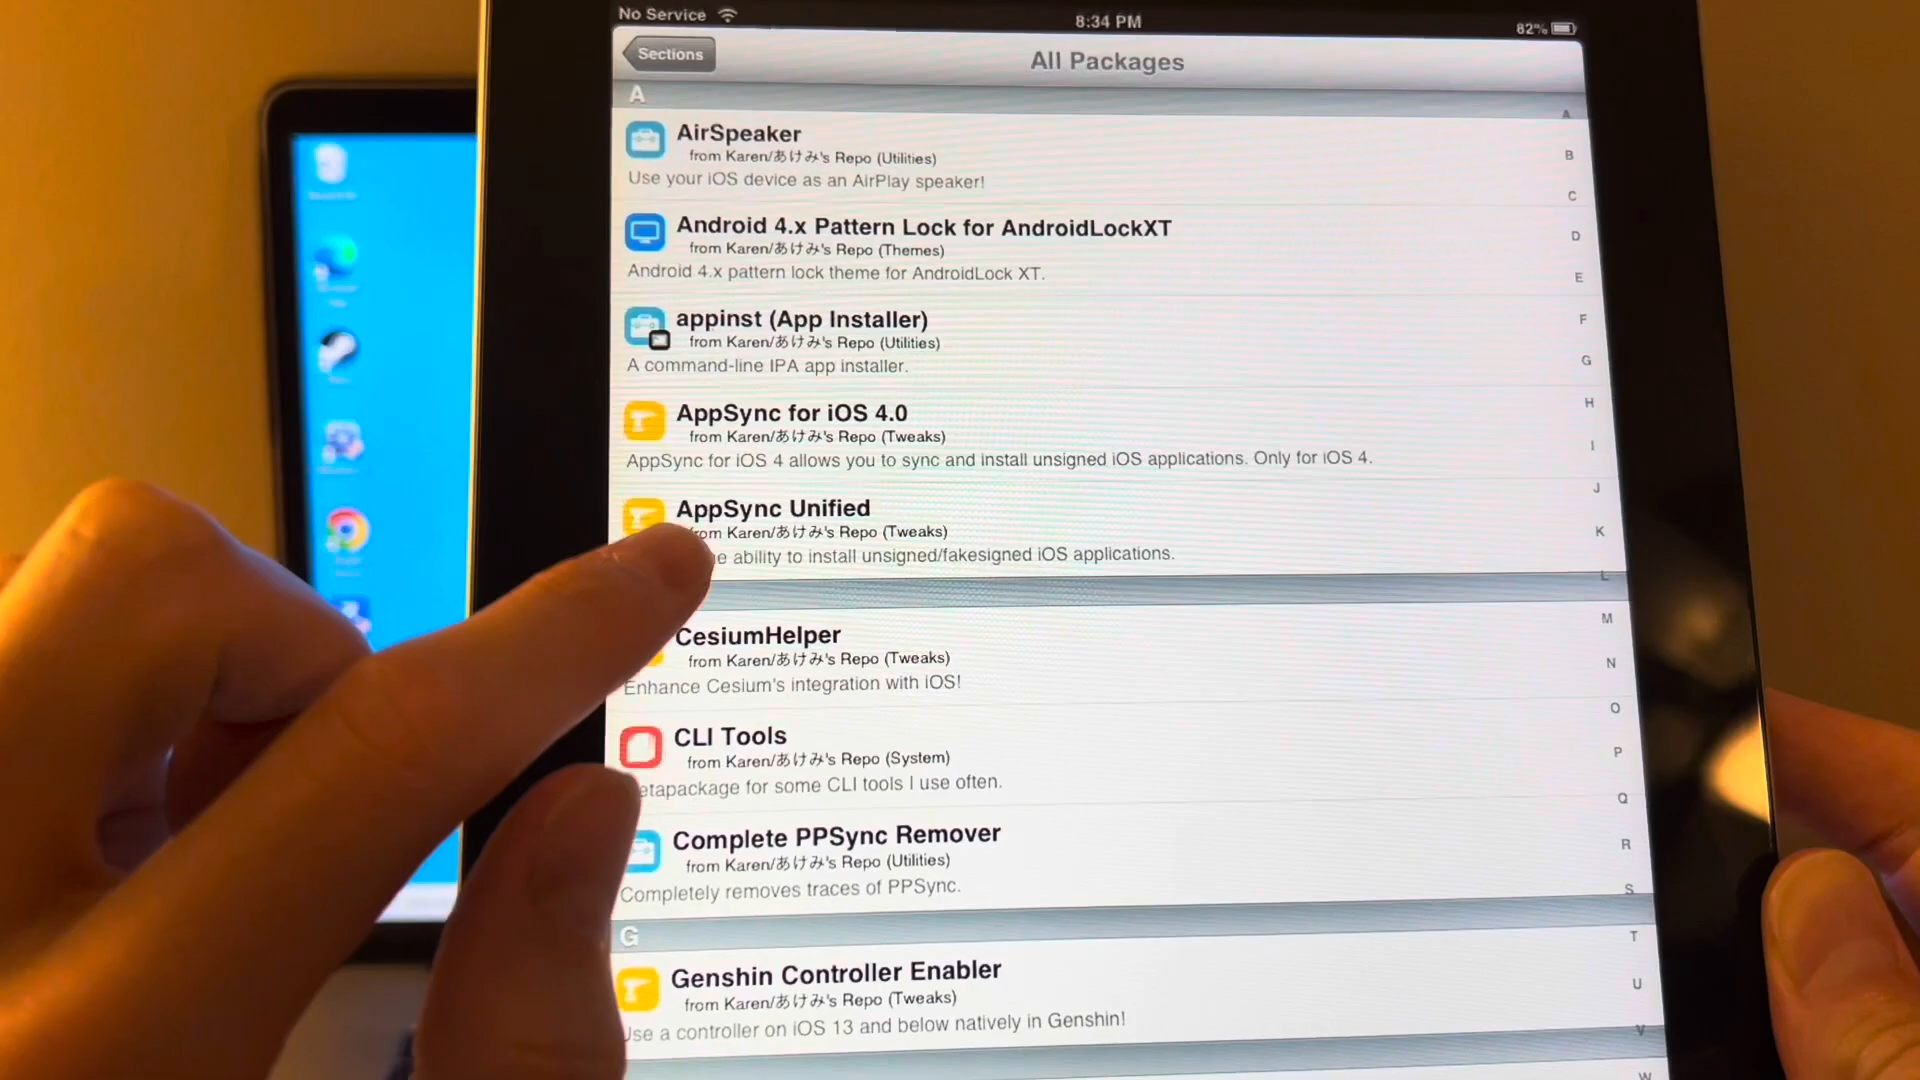 No Service
8:34 PM
82%
Sections
All Packages
A
AirSpeaker
from Karen/あけみ's Repo (Utilities)
Use your iOS device as an AirPlay speaker!
Android 4.x Pattern Lock for AndroidLockXT
from Karen/あけみ's Repo (Themes)
Android 4.x pattern lock theme for AndroidLock XT.
appinst (App Installer)
from Karen/あけみ's Repo (Utilities)
A command-line IPA app installer.
AppSync for iOS 4.0
from Karen/あけみ's Repo (Tweaks)
AppSync for iOS 4 allows you to sync and install unsigned iOS applications. Only for iOS 4.
AppSync Unified
from Karen/あけみ's Repo (Tweaks)
ability to install unsigned/fakesigned iOS applications.
CesiumHelper
from Karen/あけみ's Repo (Tweaks)
Enhance Cesium's integration with iOS!
CLI Tools
from Karen/あけみ's Repo (System)
etapackage for some CLI tools I use often.
Complete PPSync Remover
from Karen/あけみ's Repo (Utilities)
Completely removes traces of PPSync.
G
Genshin Controller Enabler
from Karen/あけみ's Repo (Tweaks)
Use a controller on iOS 13 and below natively in Genshin!
A
B
C
D
E
F
G
H
I
J
K
L
M
N
O
P
Q
R
S
T
U
V
W